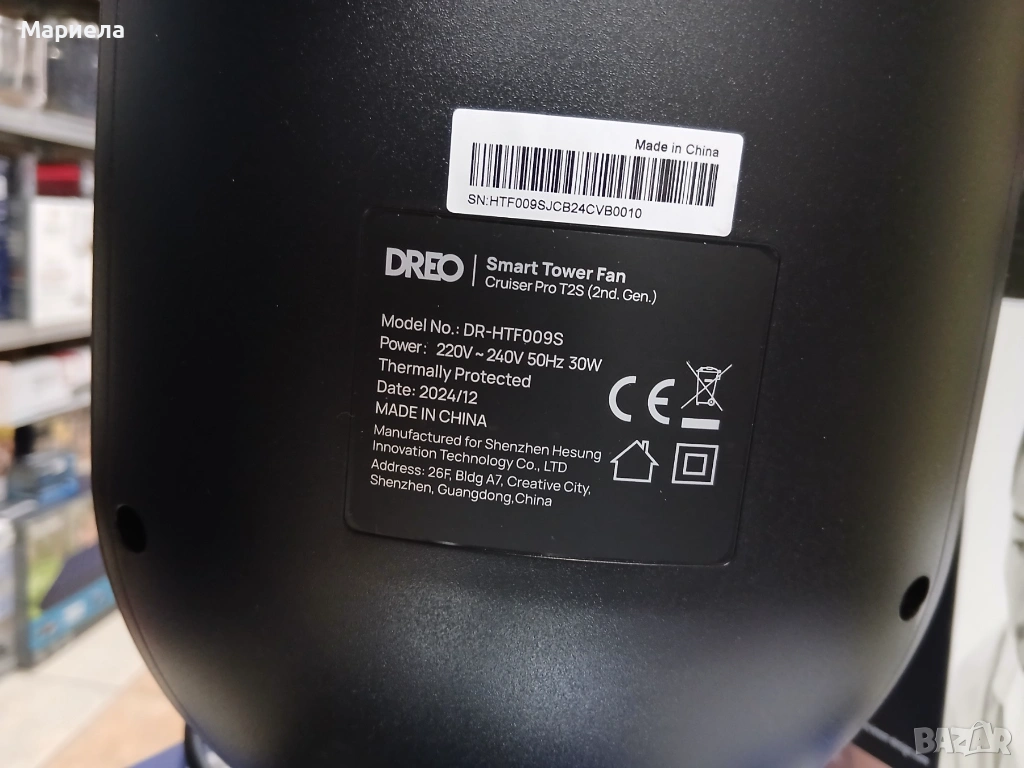 Мариела
Made in China
SN:HTF009SJCB24CVB0010
DREO
Smart Tower Fan
Cruiser Pro T2S (2nd. Gen.)
Model No.: DR-HTF009S
Power: 220V ~ 240V 50Hz 30W
Thermally Protected
Date: 2024/12
MADE IN CHINA
Manufactured for Shenzhen Hesung
Innovation Technology Co., LTD
Address: 26F, Bldg A7, Creative City,
Shenzhen, Guangdong,China
CE
BAZAR